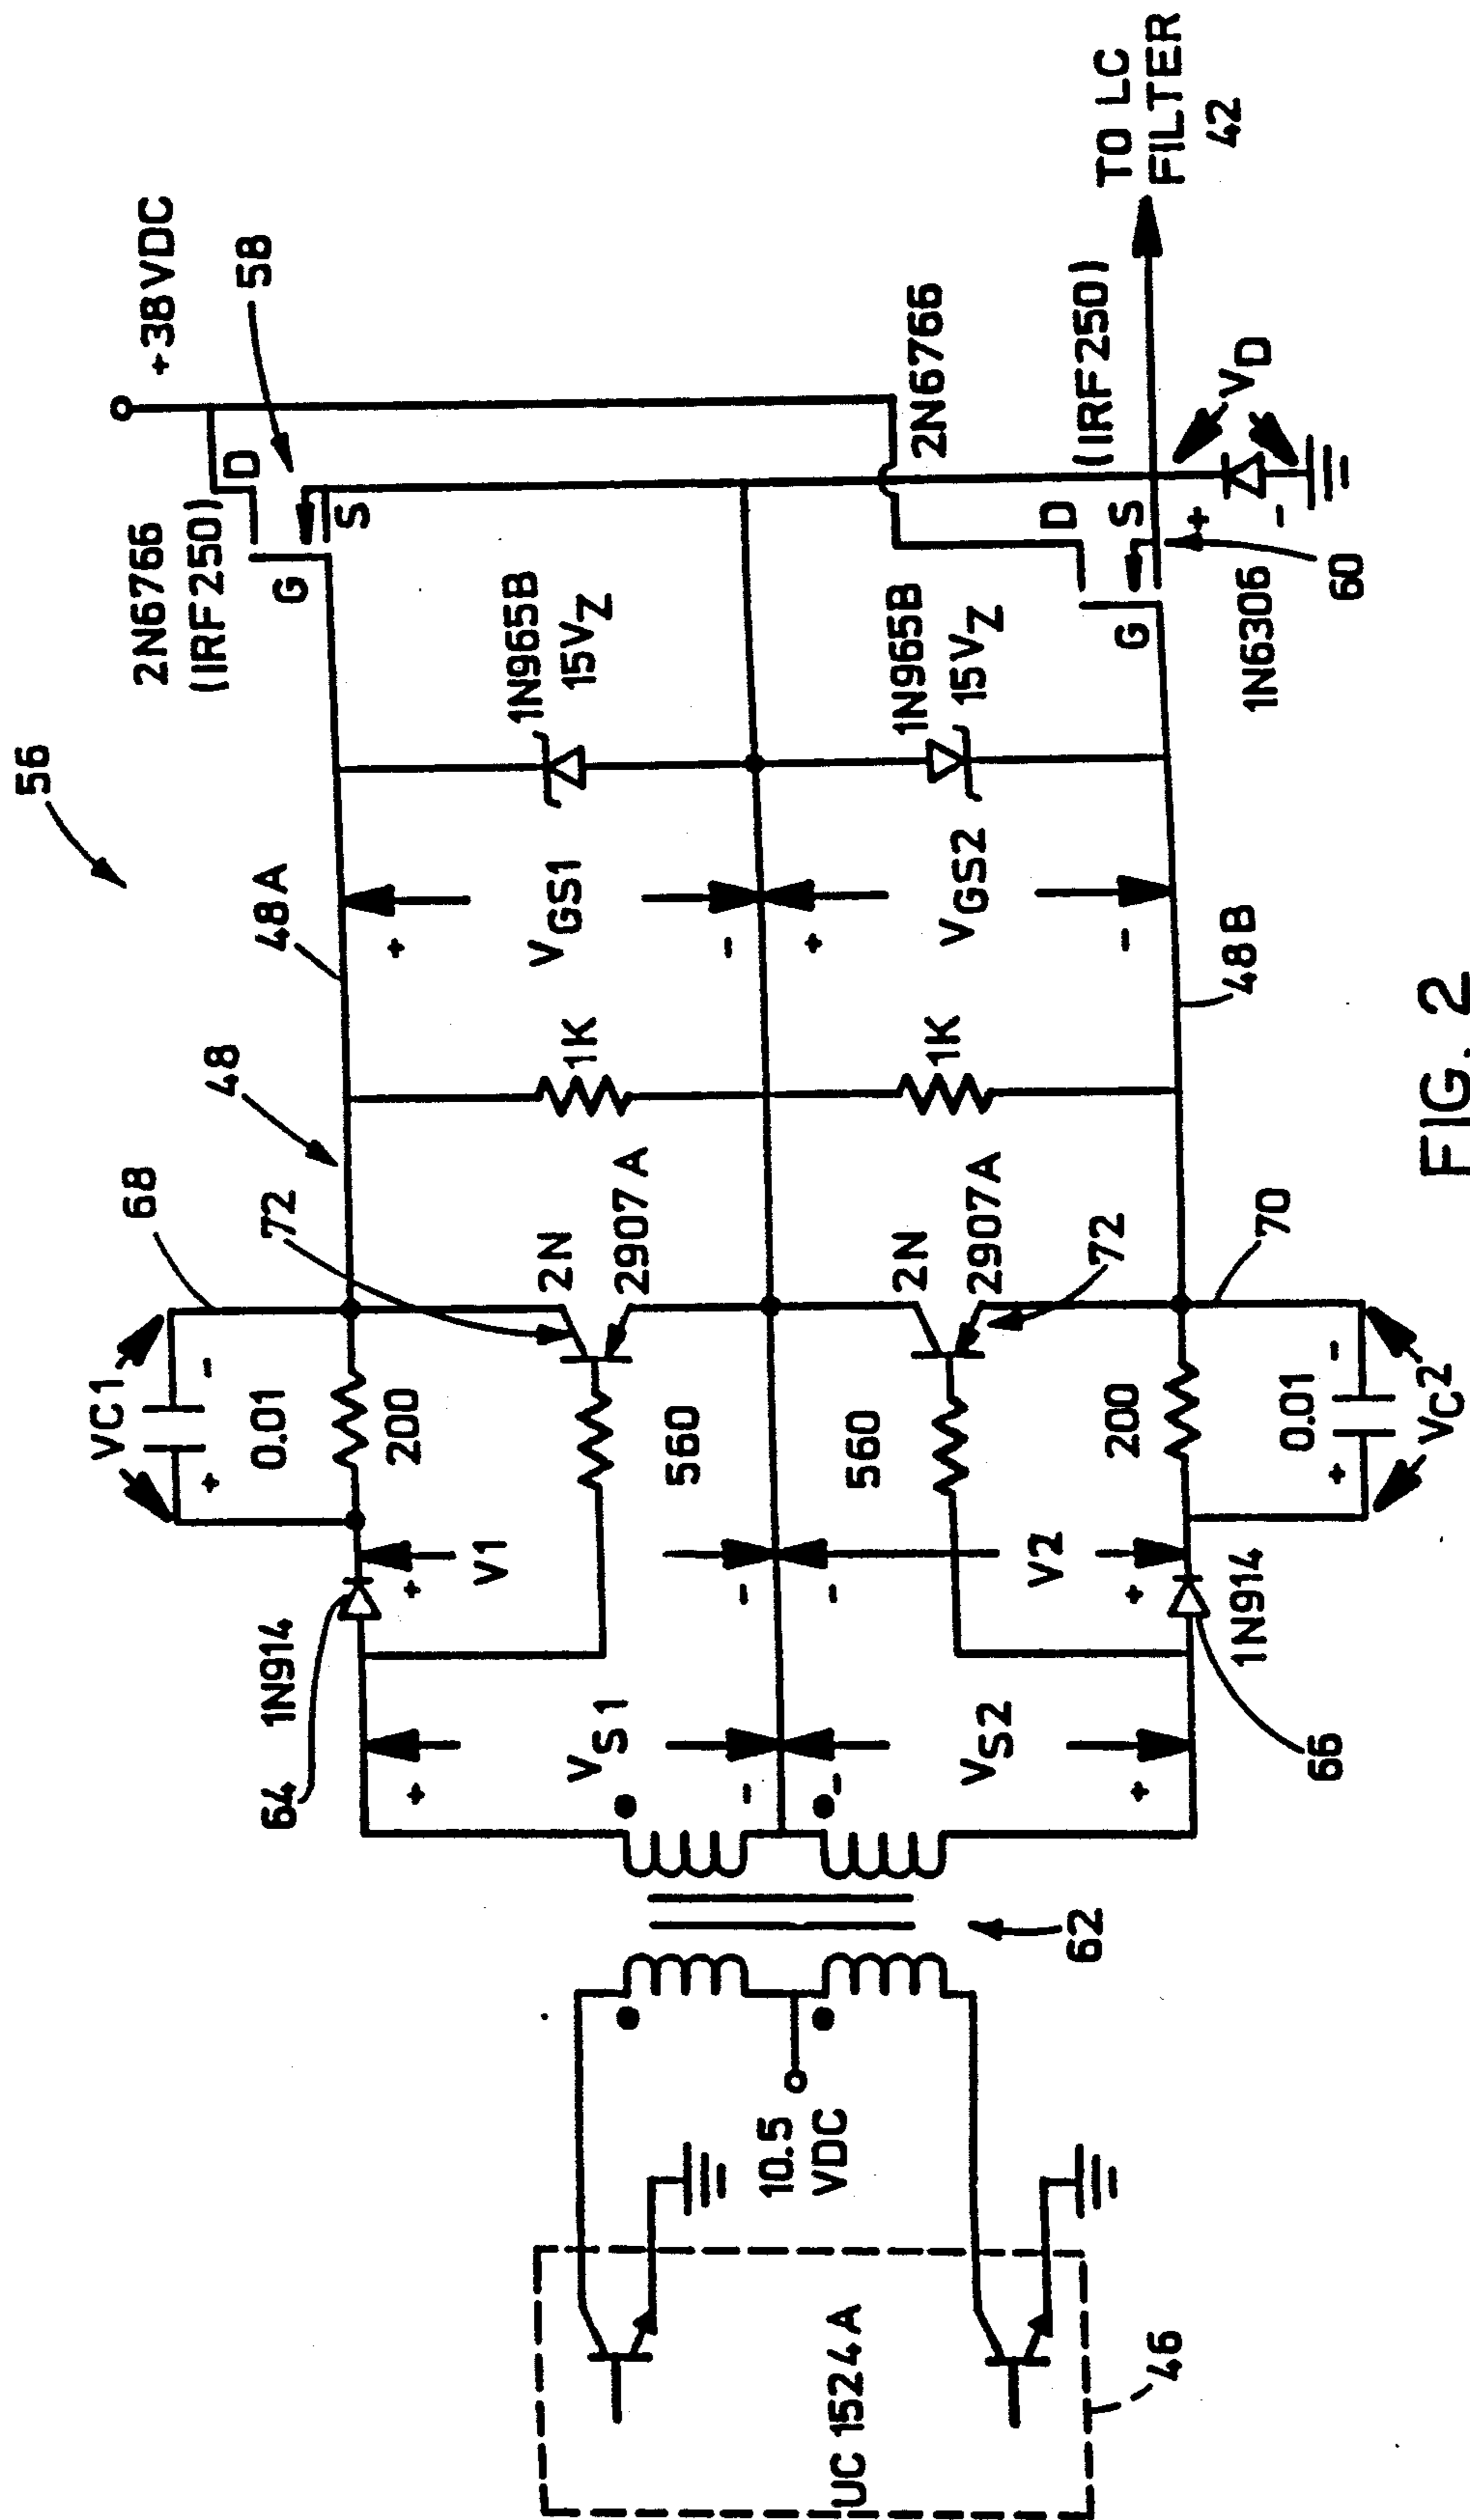 56
58
+38VDC
2N6766
(IRF250)
D
G
S
48A
48
68
72
VC1
+
-
0.01
200
1N914
64
V1
+
-
VS1
+
-
560
2N
2907A
1K
VGS1
+
-
1N965B
15VZ
UC1524A
46
10.5
VDC
62
VS2
-
+
V2
-
+
560
2N
2907A
72
1K
VGS2
+
-
1N965B
15VZ
2N6766
(IRF250)
D
G
S
TO LC
FILTER
42
1N914
66
200
0.01
+
-
VC2
70
48B
1N6306
60
+
-
VD
FIG. 2